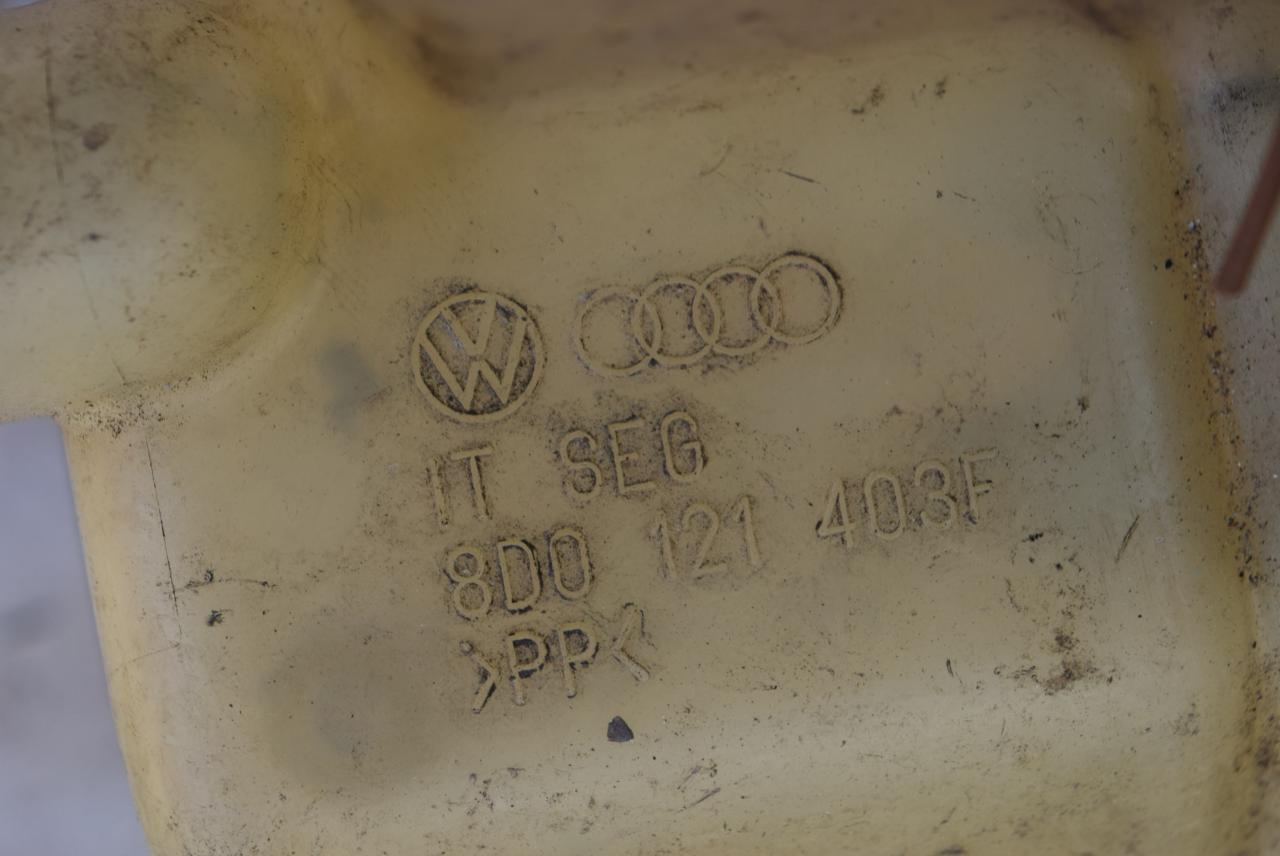 IT SEG
8D0 121 403F
>PP<